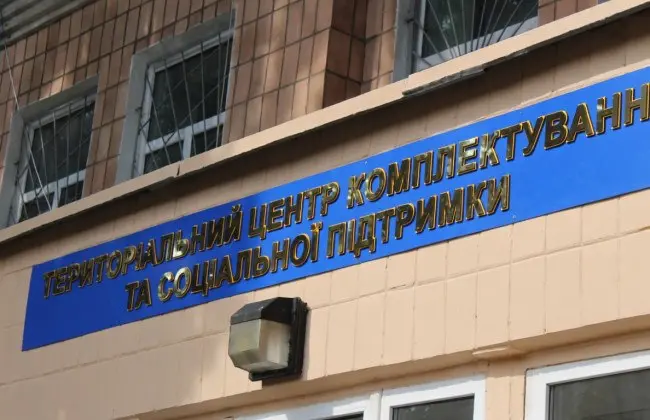 ТЕРИТОРІАЛЬНИЙ ЦЕНТР КОМПЛЕКТУВАНН
ТА СОЦІАЛЬНОЇ ПІДТРИМКИ